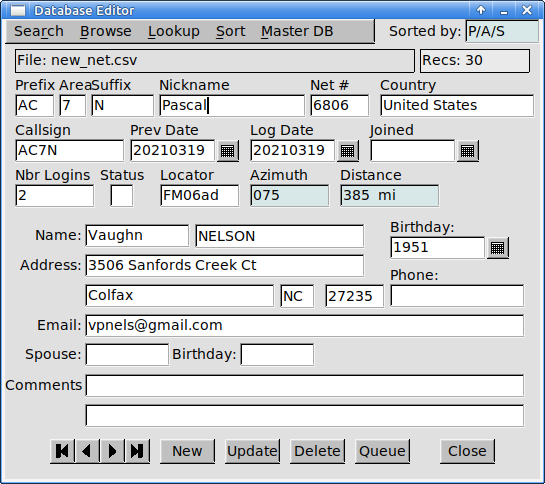 Database Editor
Search Browse Lookup Sort Master DB Sorted by: P/A/S
File: new_net.csv Recs: 30
Prefix Area Suffix Nickname Net # Country
AC 7 N Pascal 6806 United States
Callsign Prev Date Log Date Joined
AC7N 20210319 20210319
Nbr Logins Status Locator Azimuth Distance
2 FM06ad 075 385 mi
Birthday:
Name: Vaughn NELSON 1951
Address: 3506 Sanfords Creek Ct
Phone:
Colfax NC 27235
Email: vpnels@gmail.com
Spouse: Birthday:
Comments
New Update Delete Queue Close